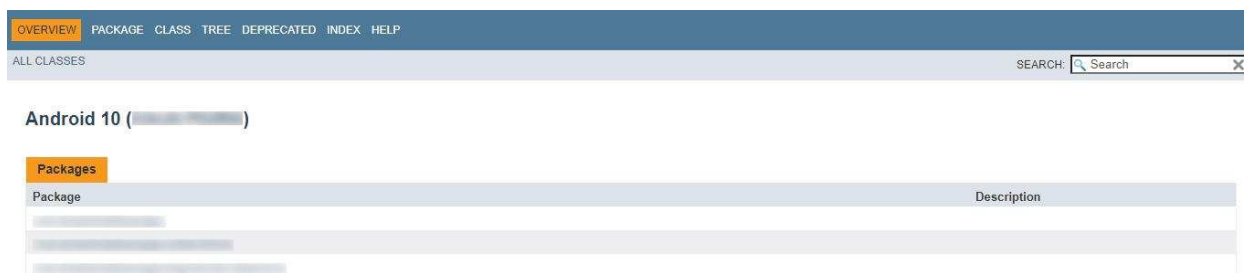 OVERVIEW PACKAGE CLASS TREE DEPRECATED INDEX HELP
ALL CLASSES SEARCH: Search
Android 10 ( )
Packages
Package Description